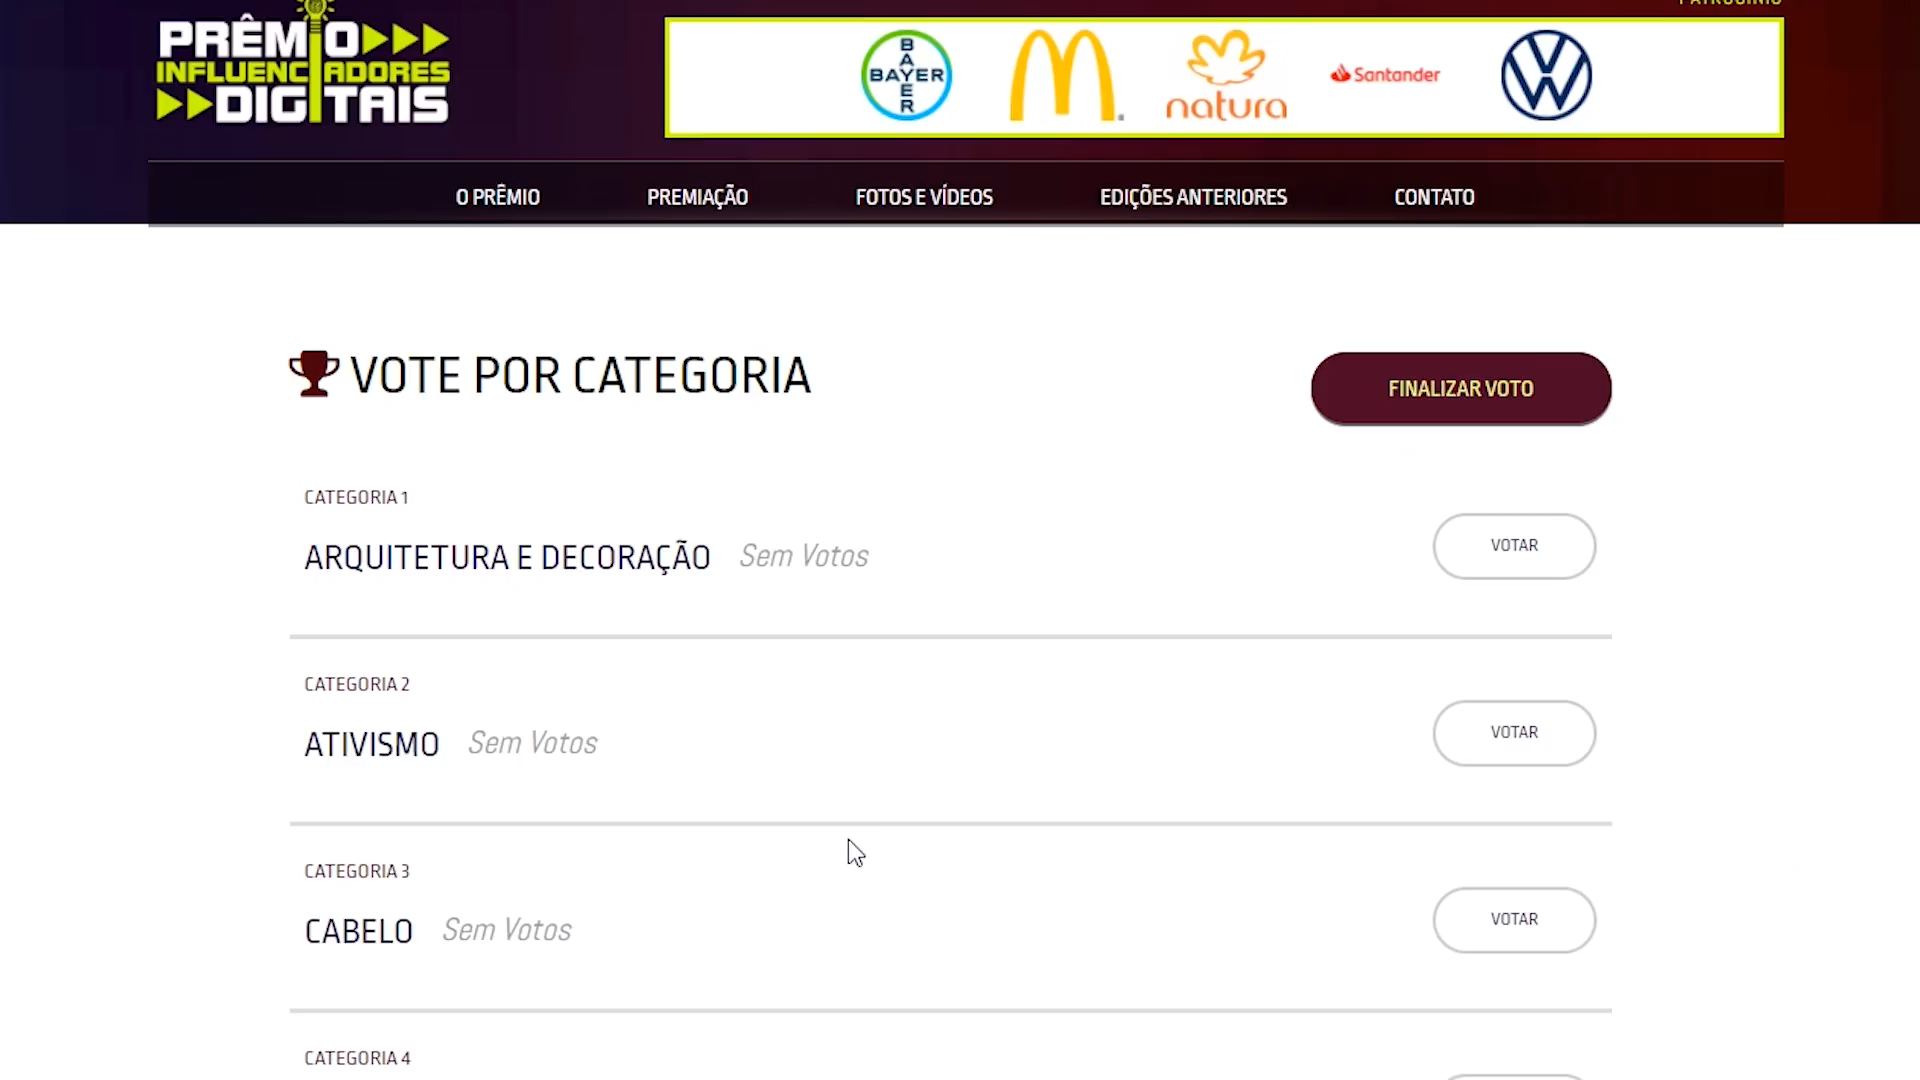 PATROCÍNIO
PRÊMIO
INFLUENCIADORES
DIGITAIS
BAYER
BAYER
natura
Santander
O PRÊMIO
PREMIAÇÃO
FOTOS E VÍDEOS
EDIÇÕES ANTERIORES
CONTATO
VOTE POR CATEGORIA
FINALIZAR VOTO
CATEGORIA 1
ARQUITETURA E DECORAÇÃO Sem Votos
VOTAR
CATEGORIA 2
ATIVISMO Sem Votos
VOTAR
CATEGORIA 3
CABELO Sem Votos
VOTAR
CATEGORIA 4